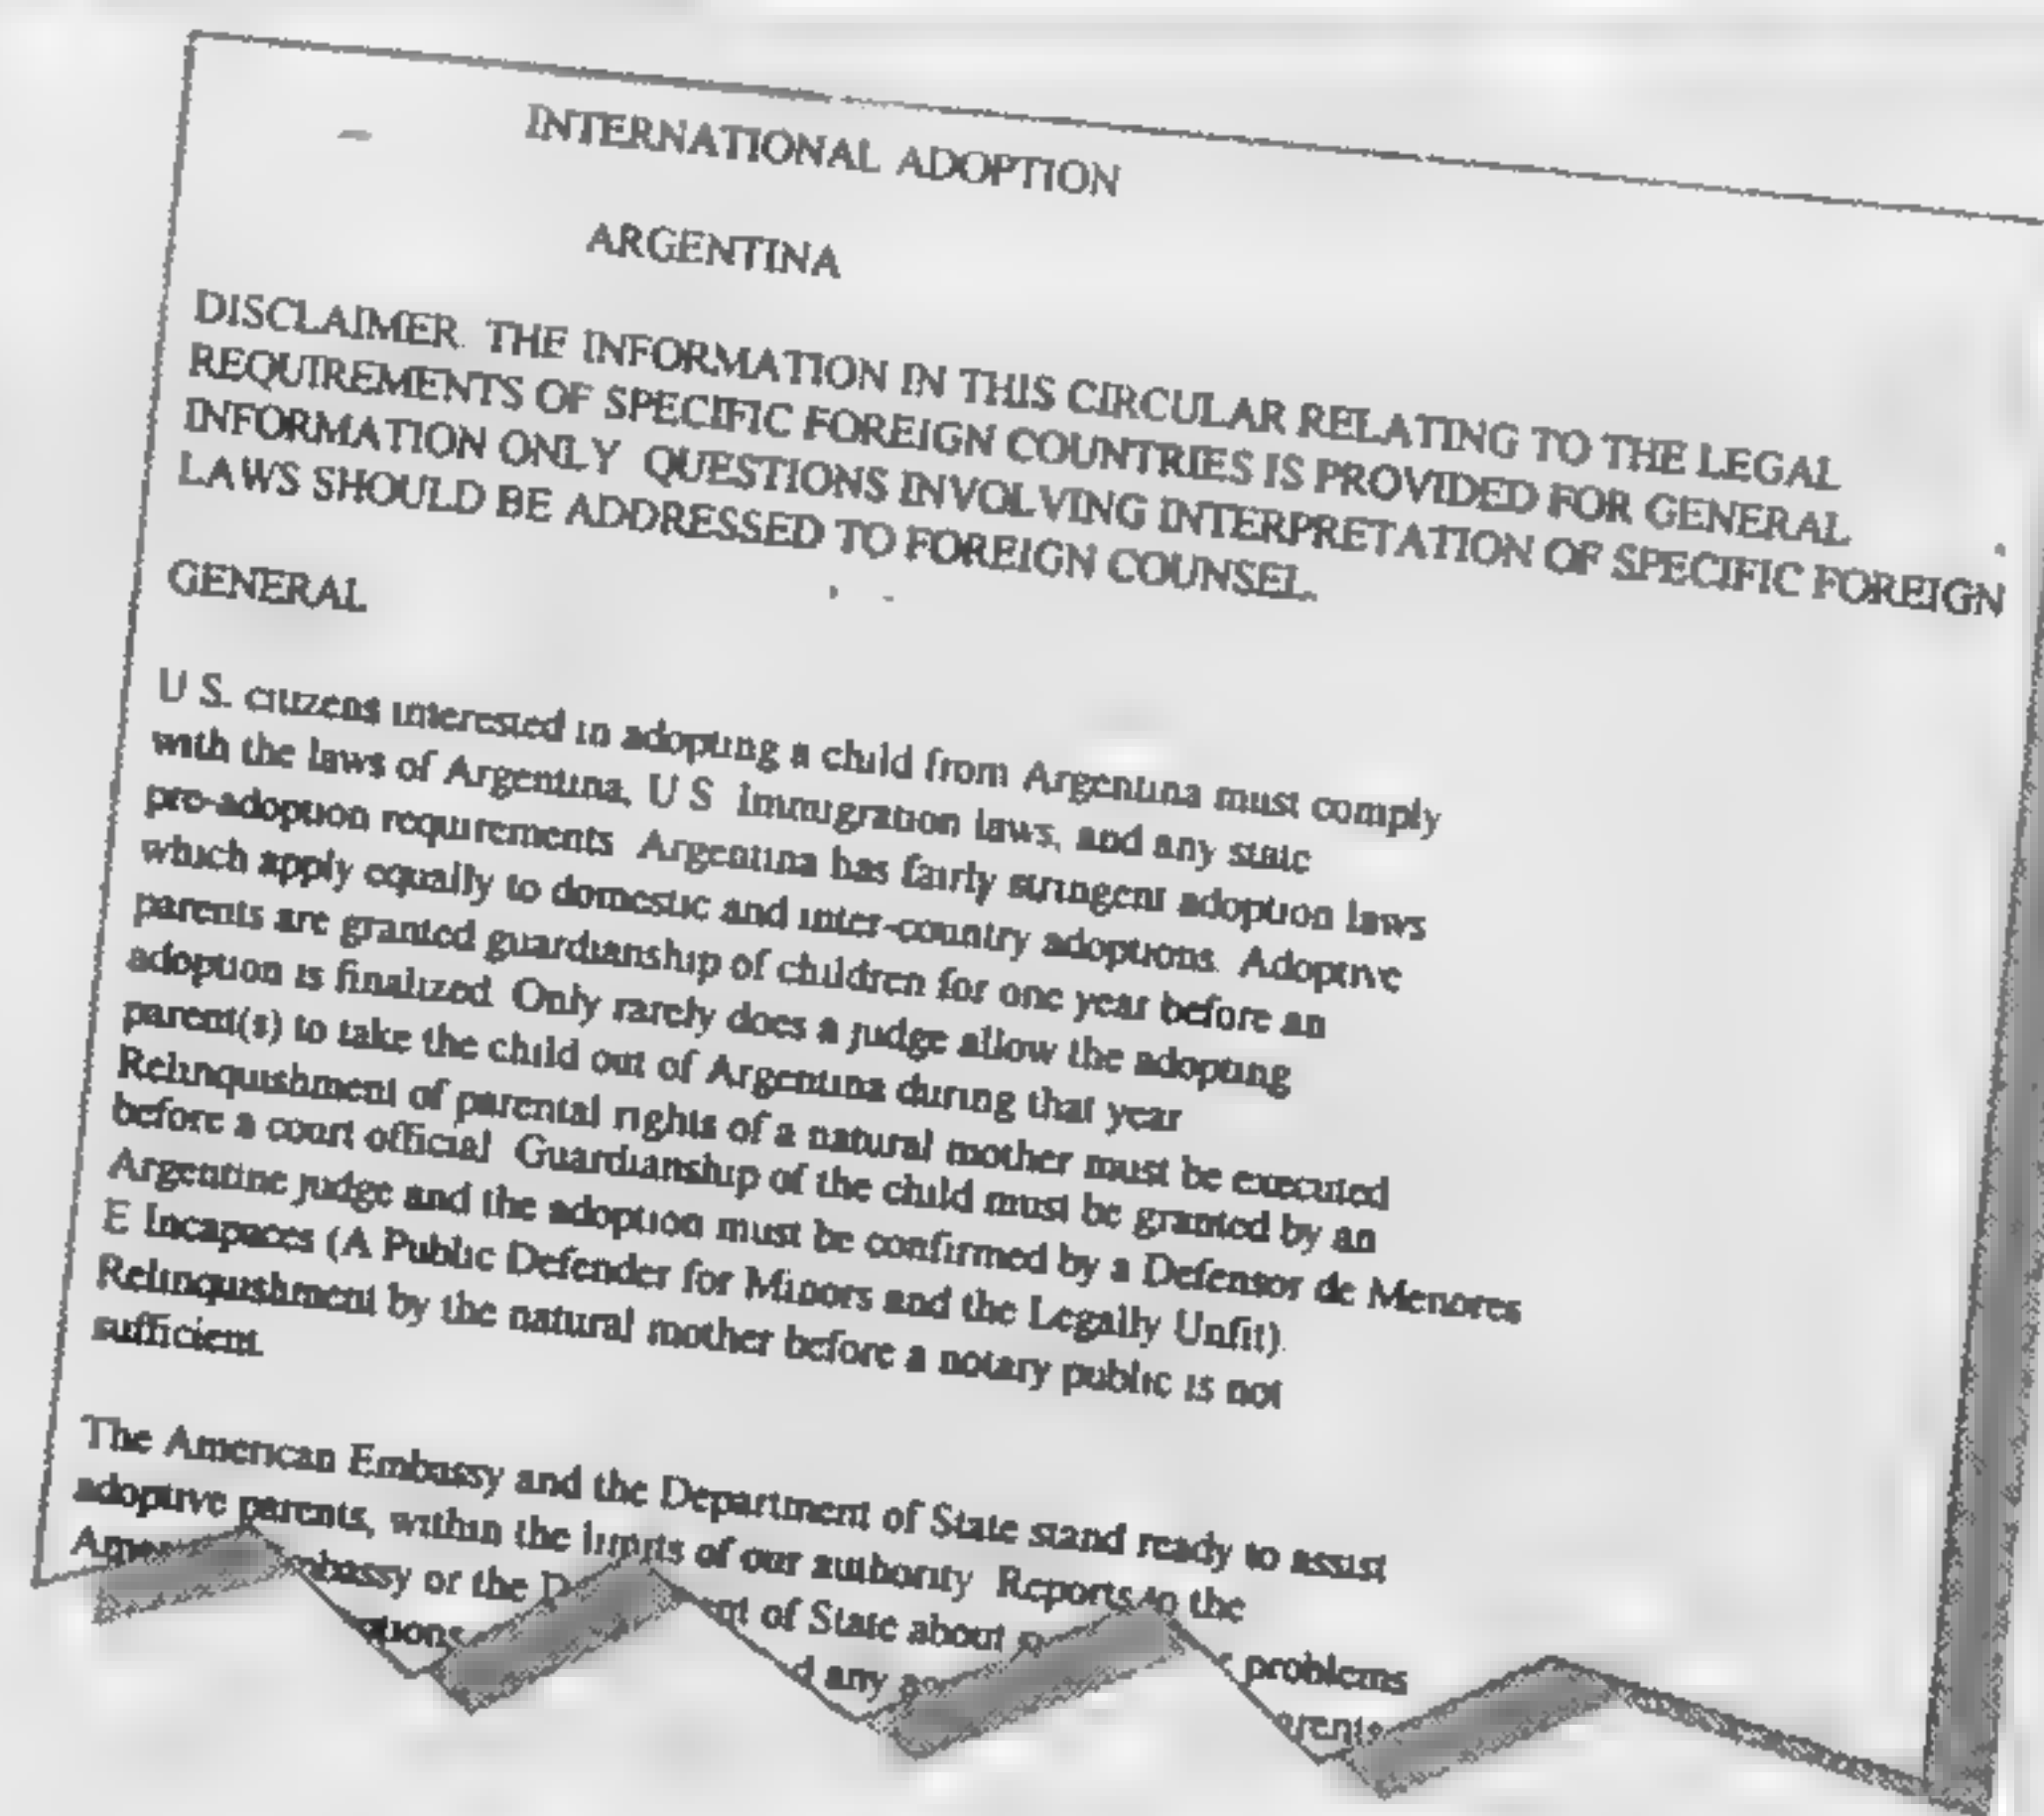 INTERNATIONAL ADOPTION
ARGENTINA
DISCLAIMER. THE INFORMATION IN THIS CIRCULAR RELATING TO THE LEGAL
REQUIREMENTS OF SPECIFIC FOREIGN COUNTRIES IS PROVIDED FOR GENERAL
INFORMATION ONLY QUESTIONS INVOLVING INTERPRETATION OF SPECIFIC FOREIGN
LAWS SHOULD BE ADDRESSED TO FOREIGN COUNSEL.
GENERAL
U S. citizens interested in adopting a child from Argentina must comply
with the laws of Argentina, U S Immigration laws, and any state
pre-adoption requirements Argentina has fairly stringent adoption laws
which apply equally to domestic and inter-country adoptions. Adoptive
parents are granted guardianship of children for one year before an
adoption is finalized. Only rarely does a judge allow the adopting
parent(s) to take the child out of Argentina during that year
Relinquishment of parental rights of a natural mother must be executed
before a court official Guardianship of the child must be granted by an
Argentine judge and the adoption must be confirmed by a Defensor de Menores
E Incapaces (A Public Defender for Minors and the Legally Unfit).
Relinquishment by the natural mother before a notary public is not
sufficient.
The American Embassy and the Department of State stand ready to assist
adoptive parents, within the limits of our authority Reports to the
or the of State about problems
any